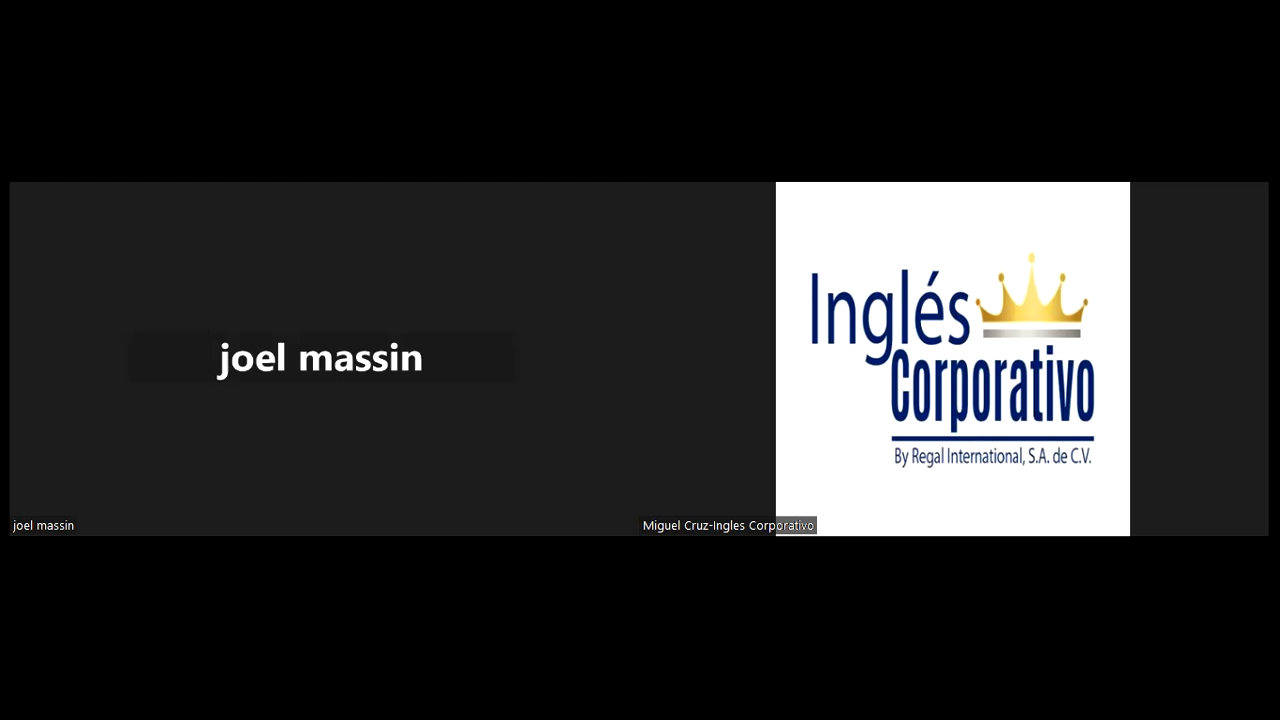 joel massin
Inglés
Corporativo
By Regal International, S.A. de C.V.
joel massin
Miguel Cruz-Ingles Corporativo